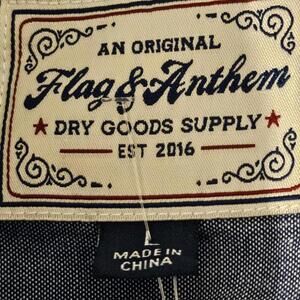 AN ORIGINAL
Flag & Anthem
DRY GOODS SUPPLY
EST 2016
L
MADE IN
CHINA